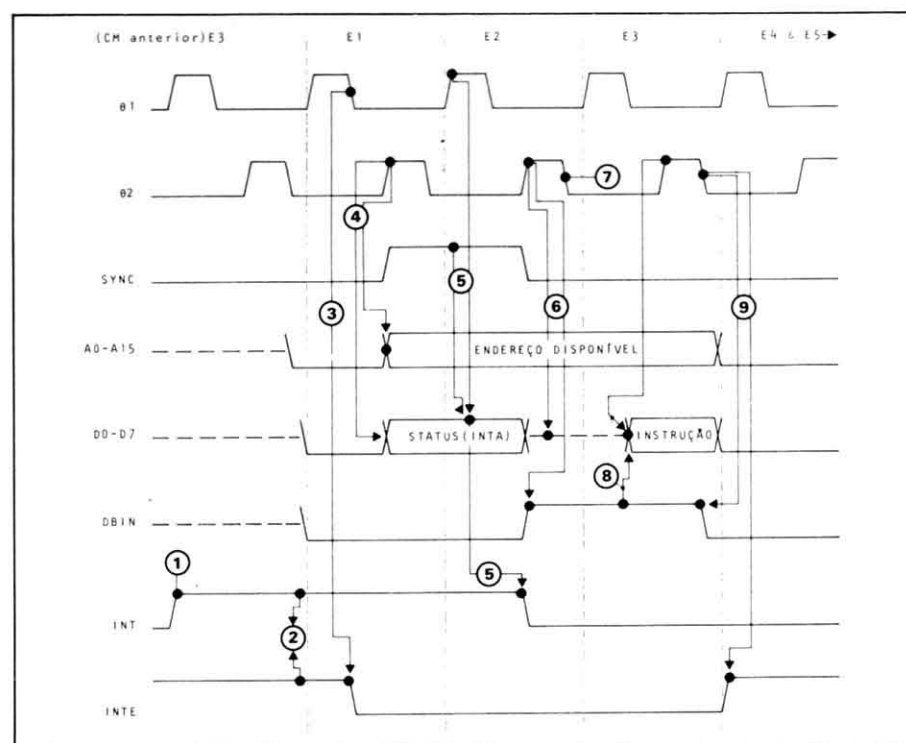 (CM anterior)E3 E1 E2 E3 E4 & E5
θ1
θ2
7
4
SYNC
5
3
6
9
A0-A15
ENDEREÇO DISPONÍVEL
D0-D7
STATUS(INTA)
INSTRUÇÃO
8
DBIN
1
5
INT
2
INTE